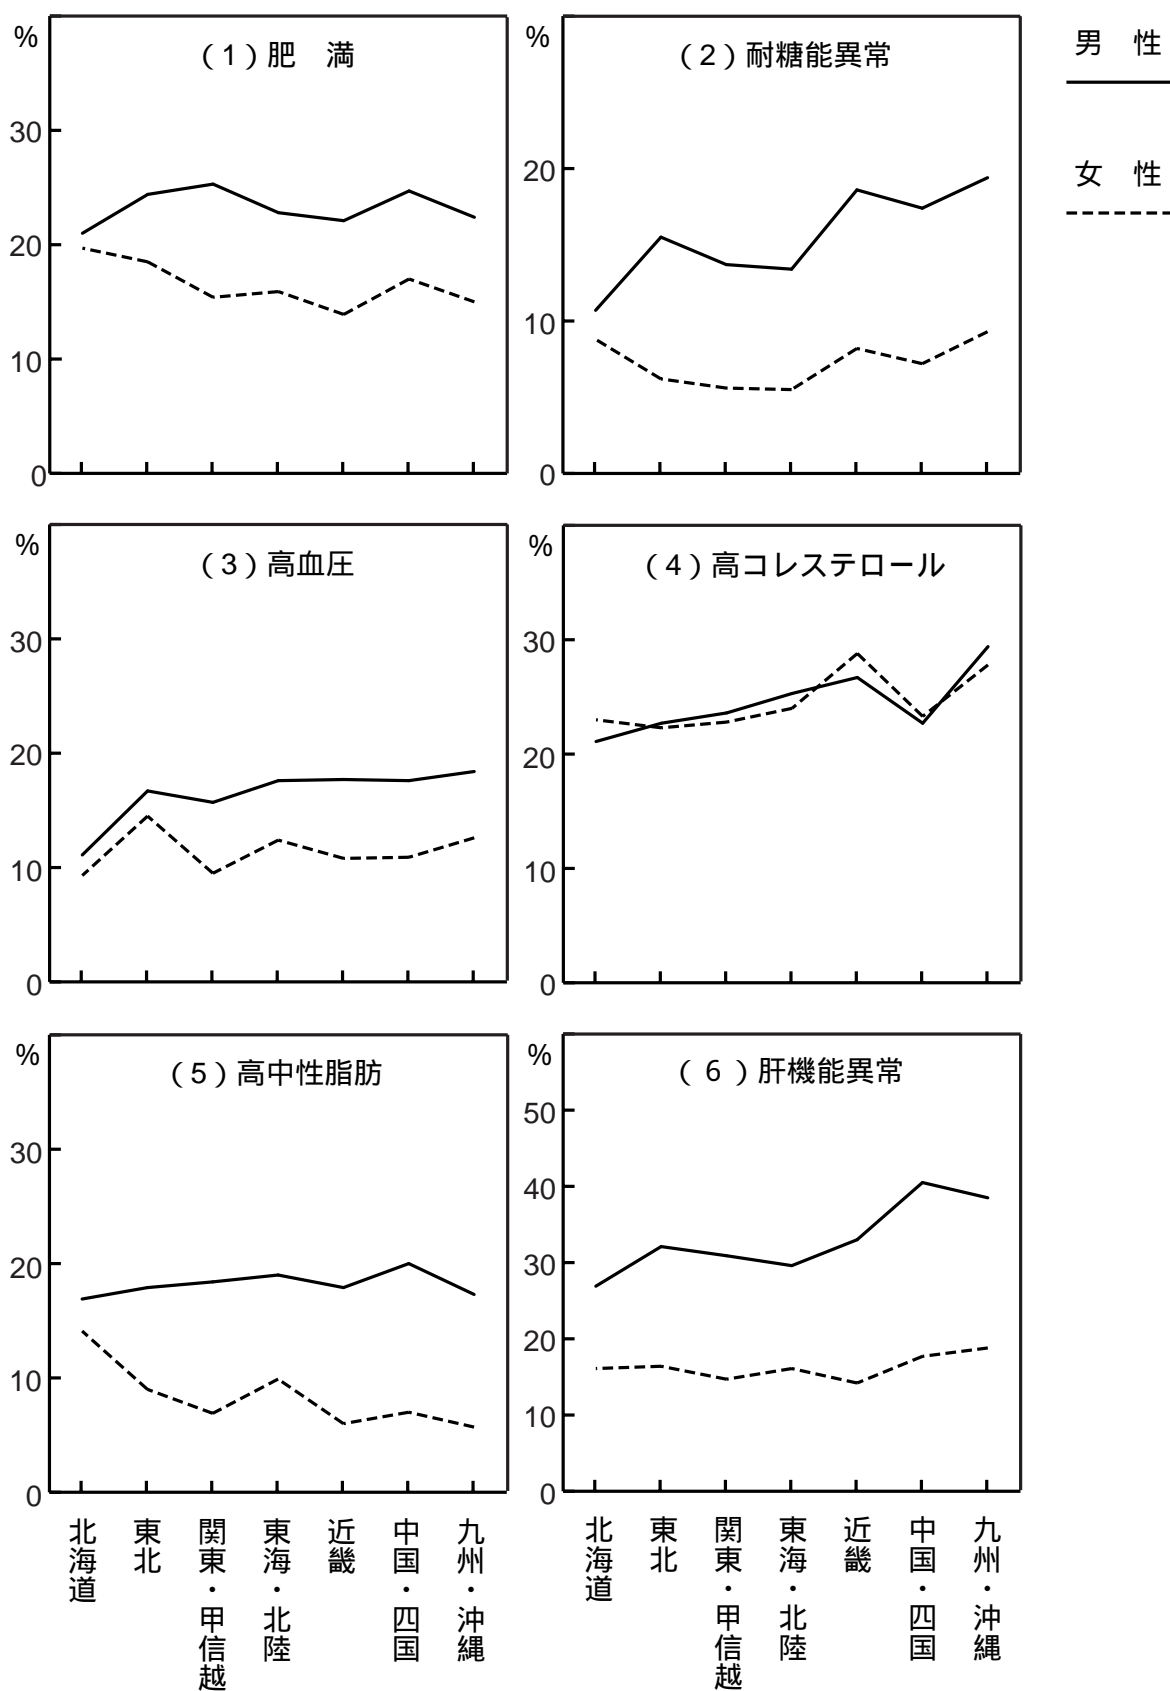 %
（1）肥　満
30
20
10
0
%
（2）耐糖能異常
20
10
0
男　性
女　性
%
（3）高血圧
30
20
10
0
%
（4）高コレステロール
30
20
10
0
%
（5）高中性脂肪
30
20
10
0
%
（ 6 ）肝機能異常
50
40
30
20
10
0
北海道
東北
関東・甲信越
東海・北陸
近畿
中国・四国
九州・沖縄
北海道
東北
関東・甲信越
東海・北陸
近畿
中国・四国
九州・沖縄